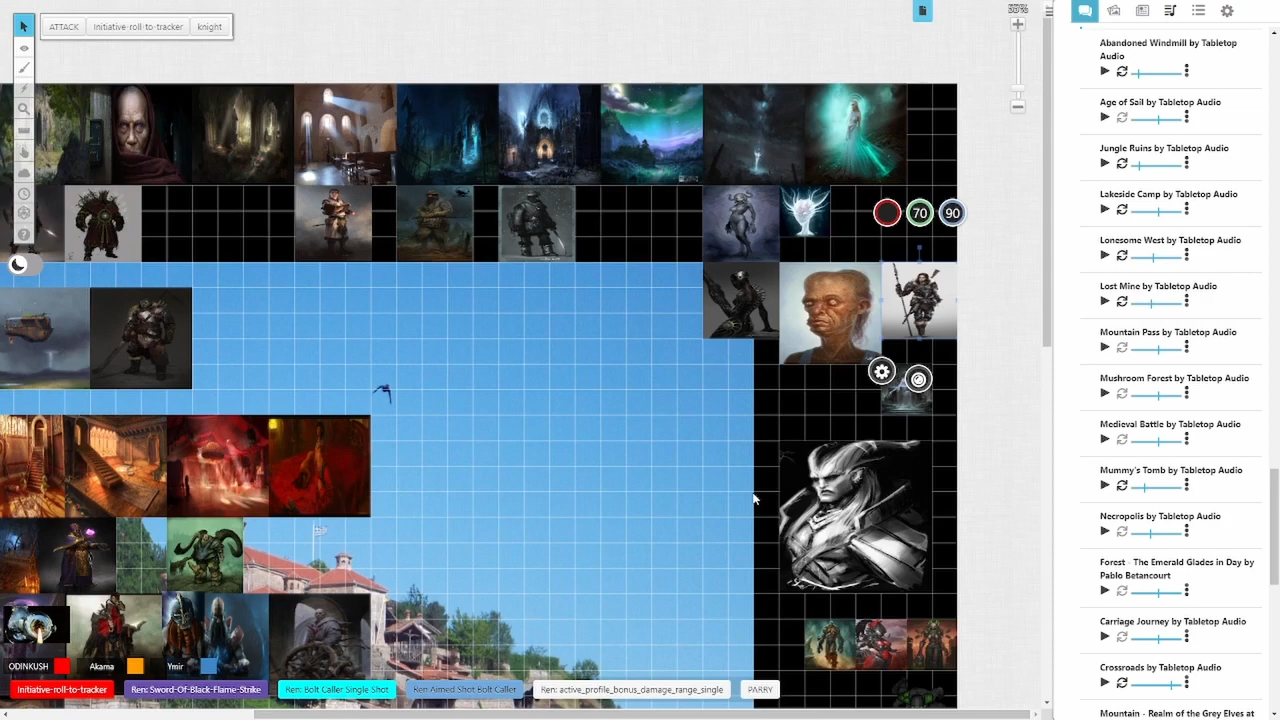 ATTACK Initiative-roll-to-tracker knight
Abandoned Windmill by Tabletop
Audio
Age of Sail by Tabletop Audio
Jungle Ruins by Tabletop Audio
Lakeside Camp by Tabletop Audio
70 90
Lonesome West by Tabletop Audio
Lost Mine by Tabletop Audio
Mountain Pass by Tabletop Audio
Mushroom Forest by Tabletop Audio
Medieval Battle by Tabletop Audio
Mummy's Tomb by Tabletop Audio
Necropolis by Tabletop Audio
Forest - The Emerald Glades in Day by
Pablo Betancourt
Carriage Journey by Tabletop Audio
Crossroads by Tabletop Audio
Mountain - Realm of the Grey Elves at
ODINKUSH Akama Ymir
Initiative-roll-to-tracker Ren: Sword-Of-Black-Flame-Strike Ren: Bolt Caller Single Shot Ren Aimed Shot Bolt Caller Ren: active_profile_bonus_damage_range_single PARRY